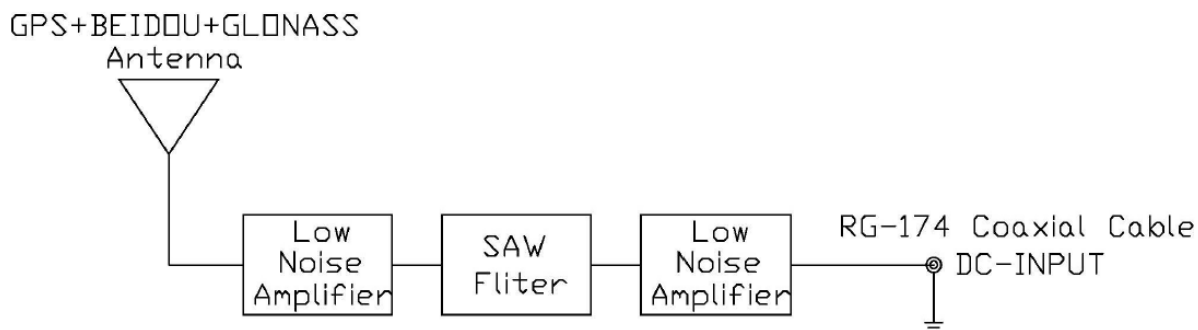 GPS+BEIDOU+GLONASS
Antenna
Low
Noise
Amplifier
SAW
Fliter
Low
Noise
Amplifier
RG-174 Coaxial Cable
DC-INPUT